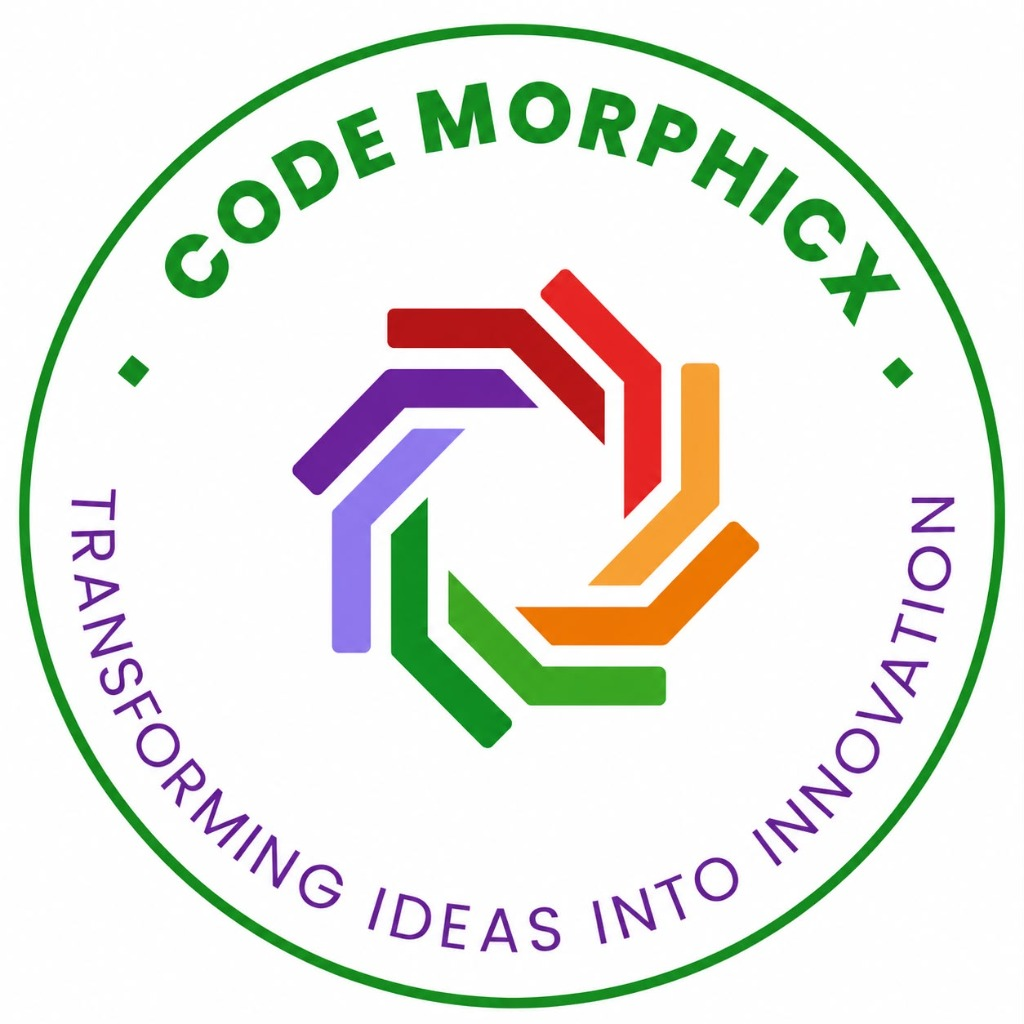 CODE MORPHICX
TRANSFORMING IDEAS INTO INNOVATION